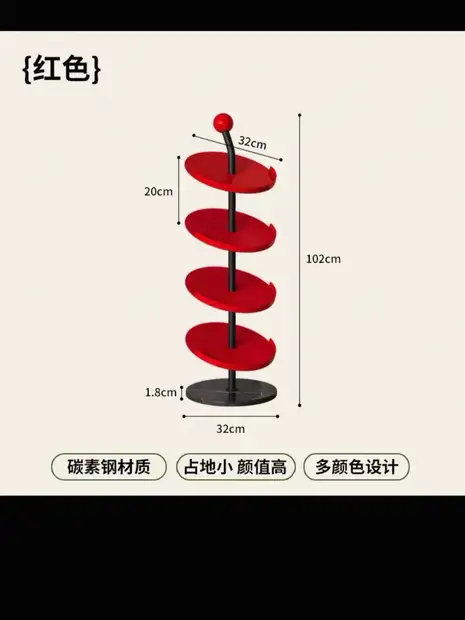 {红色}
32cm
20cm
102cm
1.8cm
32cm
碳素钢材质
占地小 颜值高
多颜色设计